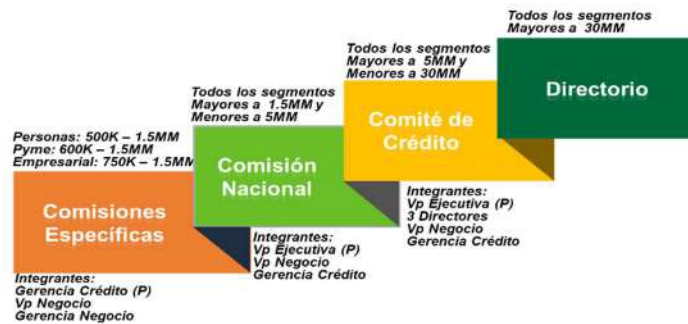 Todos los segmentos
Mayores a 30MM
Directorio
Todos los segmentos
Mayores a 5MM y
Menores a 30MM
Comité de
Crédito
Todos los segmentos
Mayores a 1.5MM y
Menores a 5MM
Comisión
Nacional
Personas: 500K – 1.5MM
Pyme: 600K – 1.5MM
Empresarial: 750K – 1.5MM
Comisiones
Específicas
Integrantes:
Vp Ejecutiva (P)
3 Directores
Vp Negocio
Gerencia Crédito
Integrantes:
Vp Ejecutiva (P)
Vp Negocio
Gerencia Crédito
Integrantes:
Gerencia Crédito (P)
Vp Negocio
Gerencia Negocio